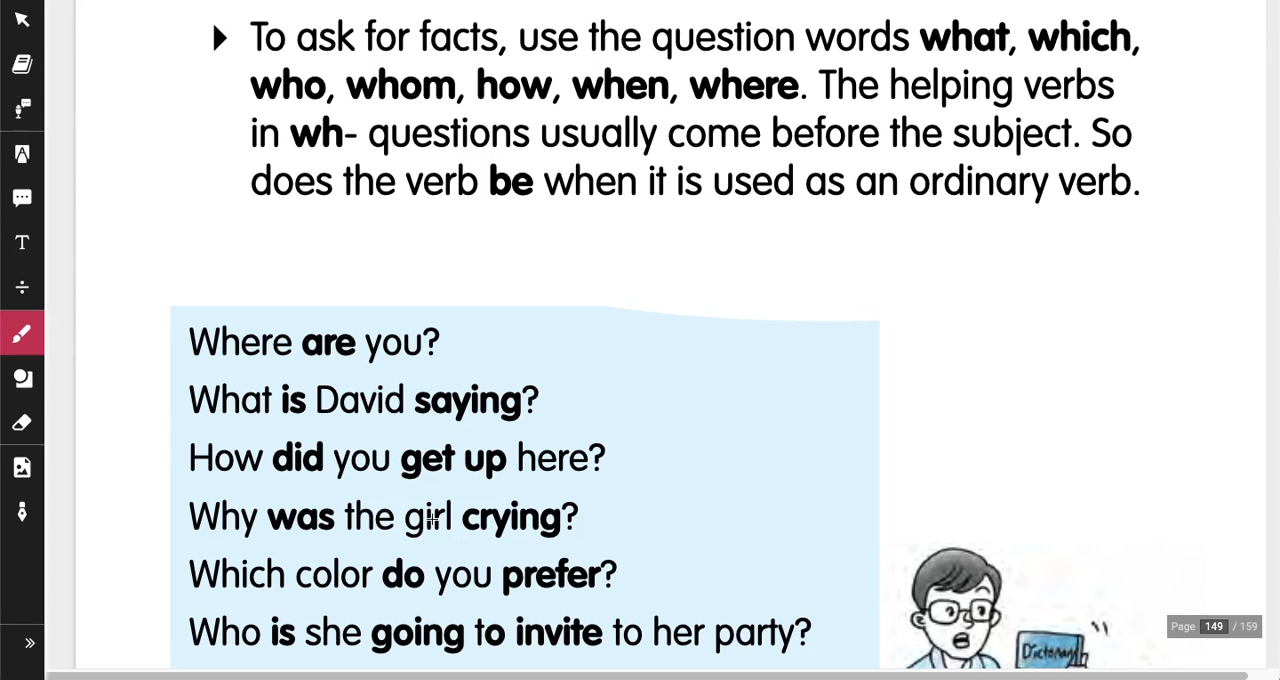 To ask for facts, use the question words what, which,
who, whom, how, when, where. The helping verbs
in wh- questions usually come before the subject. So
does the verb be when it is used as an ordinary verb.
Where are you?
What is David saying?
How did you get up here?
Why was the girl crying?
Which color do you prefer?
Who is she going to invite to her party?
Dictonary
Page 149 / 159